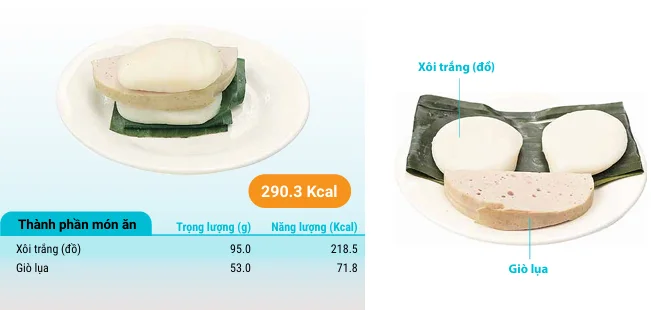 290.3 Kcal
Thành phần món ăn Trọng lượng (g) Năng lượng (Kcal)
Xôi trắng (đồ) 95.0 218.5
Giò lụa 53.0 71.8
Xôi trắng (đồ)
Giò lụa